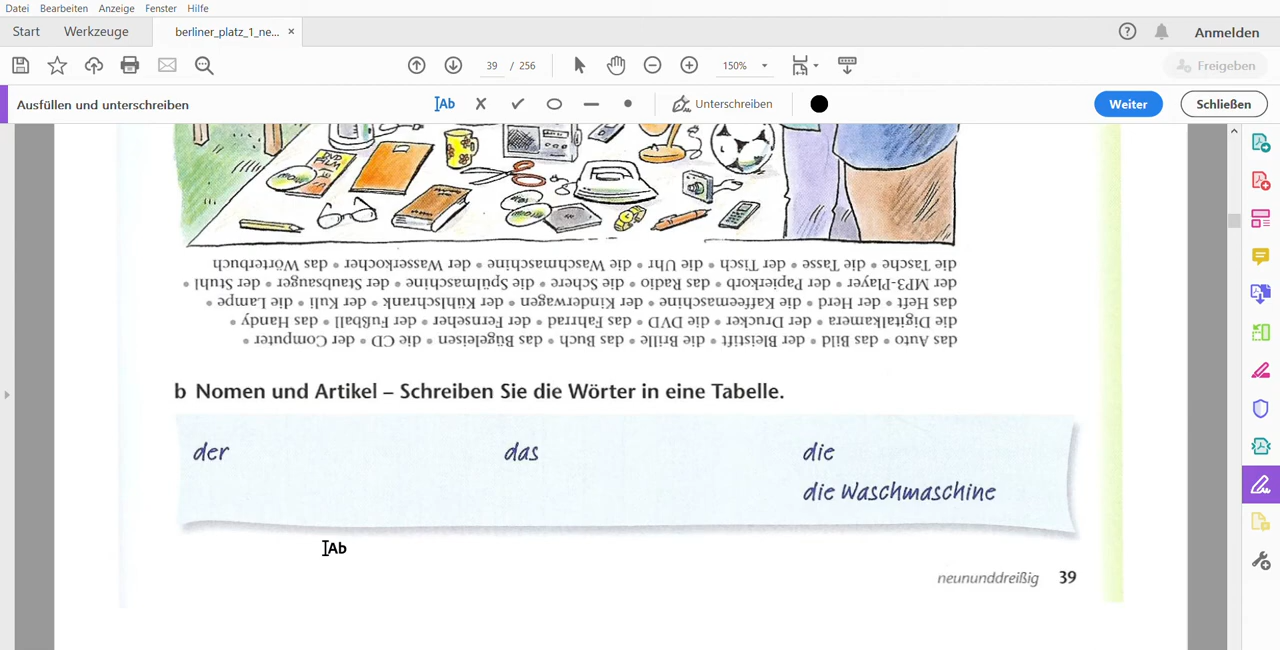 Datei Bearbeiten Anzeige Fenster Hilfe
Start Werkzeuge berliner_platz_1_ne... × Anmelden
39 / 256 150% Freigeben
Ausfüllen und unterschreiben Ab Unterschreiben Weiter Schließen
das Auto • das Bild • der Bleistift • die Brille • das Buch • das Bügeleisen • die CD • der Computer •
die Digitalkamera • der Drucker • die DVD • das Fahrrad • der Fernseher • der Fußball • das Handy •
das Heft • der Herd • die Kaffeemaschine • der Kinderwagen • der Kühlschrank • der Kuli • die Lampe •
der MP3-Player • der Papierkorb • das Radio • die Schere • die Spülmaschine • der Staubsauger • der Stuhl •
die Tasche • die Tasse • der Tisch • die Uhr • die Waschmaschine • der Wasserkocher • das Wörterbuch
b Nomen und Artikel – Schreiben Sie die Wörter in eine Tabelle.
der das die
die Waschmaschine
Ab
neununddreißig 39